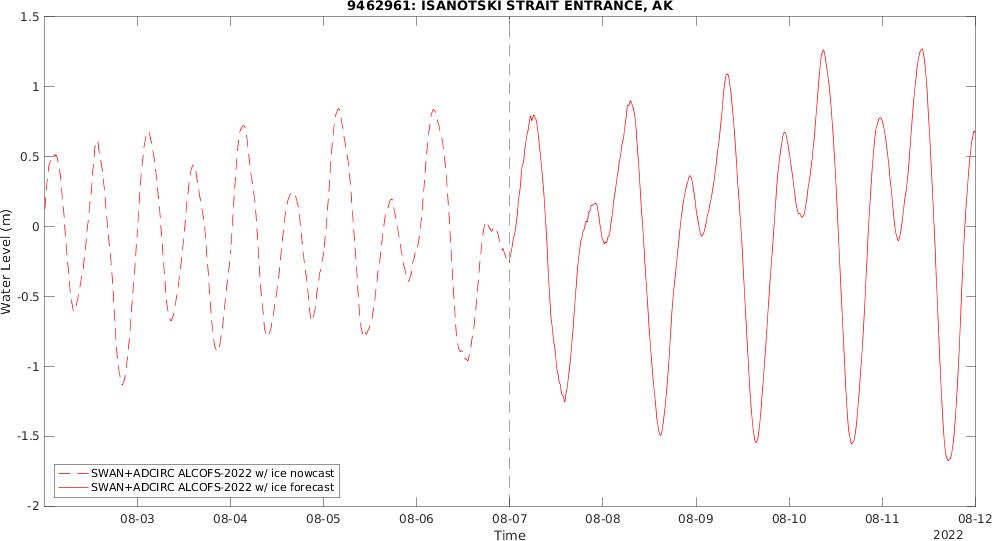 9462961: ISANOTSKI STRAIT ENTRANCE, AK
1.5
1
0.5
0
-0.5
-1
-1.5
-2
Water Level (m)
SWAN+ADCIRC ALCOFS-2022 w/ ice nowcast
SWAN+ADCIRC ALCOFS-2022 w/ ice forecast
08-03 08-04 08-05 08-06 08-07 08-08 08-09 08-10 08-11 08-12
Time
2022